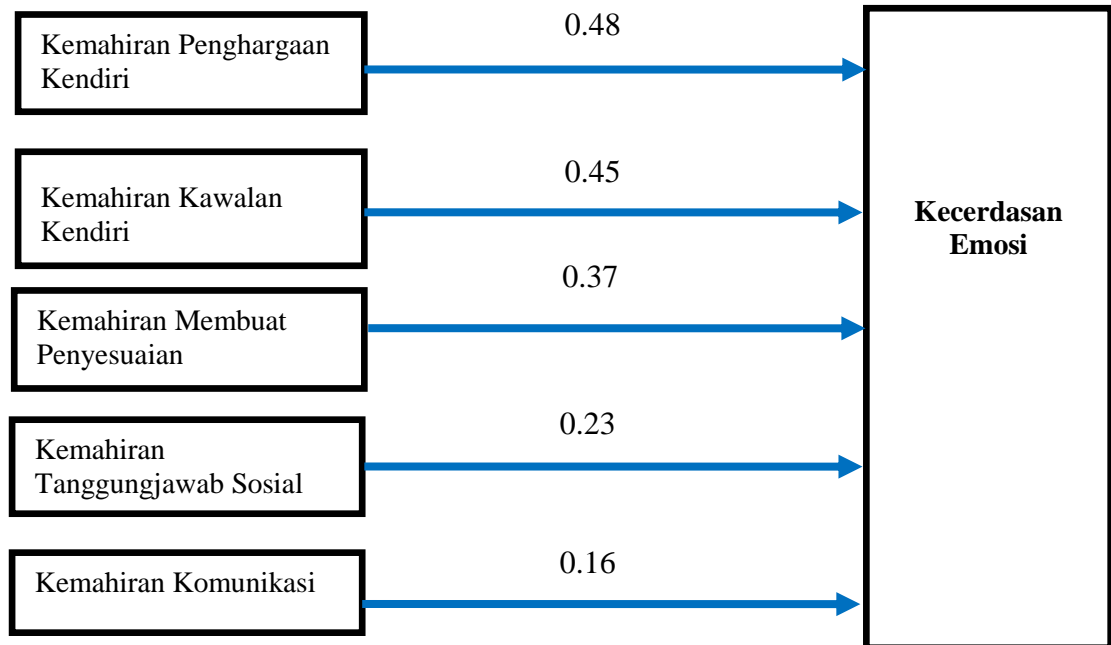 Kemahiran Penghargaan
Kendiri
0.48
Kemahiran Kawalan
Kendiri
0.45
Kemahiran Membuat
Penyesuaian
0.37
Kemahiran
Tanggungjawab Sosial
0.23
Kemahiran Komunikasi
0.16
Kecerdasan
Emosi